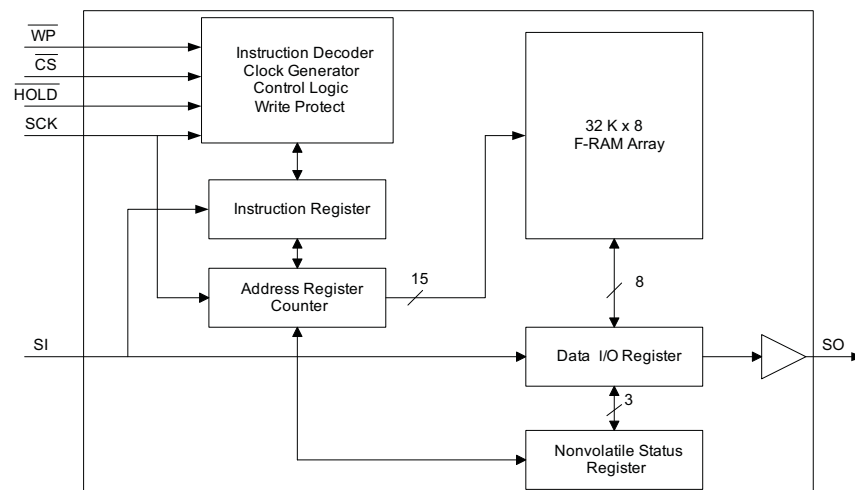 WP
CS
HOLD
SCK
Instruction Decoder
Clock Generator
Control Logic
Write Protect
32 K x 8
F-RAM Array
Instruction Register
Address Register
Counter
15
8
SI
Data I/O Register
SO
3
Nonvolatile Status
Register